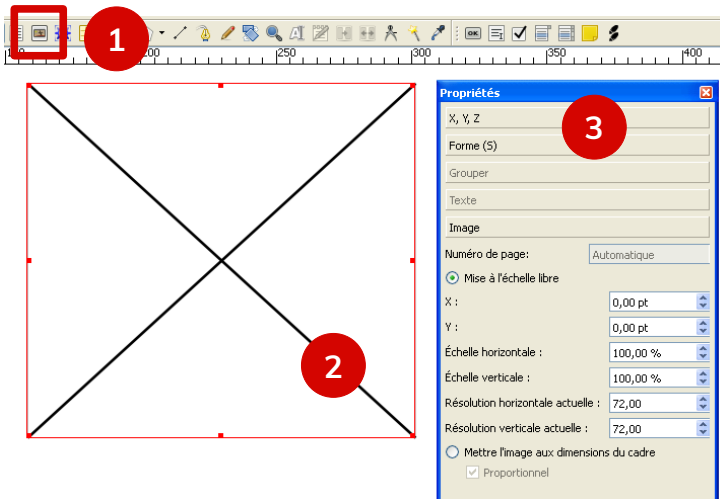 1
OK
200
250
300
350
400
Propriétés
X, Y, Z
3
Forme (S)
Grouper
Texte
Image
Numéro de page: Automatique
Mise à l'échelle libre
X : 0,00 pt
Y : 0,00 pt
Échelle horizontale : 100,00 %
Échelle verticale : 100,00 %
Résolution horizontale actuelle : 72,00
Résolution verticale actuelle : 72,00
Mettre l'image aux dimensions du cadre
Proportionnel
2